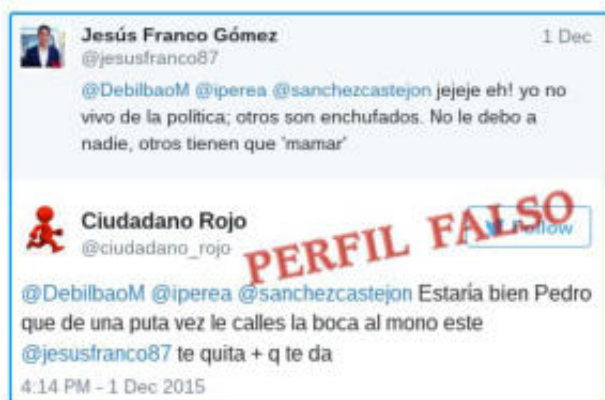 Jesús Franco Gómez 1 Dec
@jesusfranco87
@DebilbaoM @iperea @sanchezcastejon jejeje eh! yo no
vivo de la política; otros son enchufados. No le debo a
nadie, otros tienen que 'mamar'
Ciudadano Rojo
@ciudadano_rojo
Follow
PERFIL FALSO
@DebilbaoM @iperea @sanchezcastejon Estaría bien Pedro
que de una puta vez le calles la boca al mono este
@jesusfranco87 te quita + q te da
4:14 PM - 1 Dec 2015